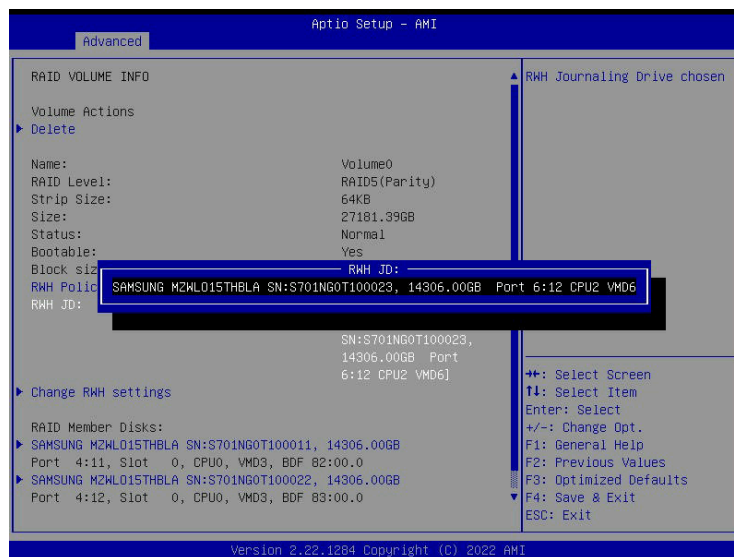 Aptio Setup - AMI
Advanced
RAID VOLUME INFO
RWH Journaling Drive chosen
Volume Actions
Delete
Name: Volume0
RAID Level: RAID5(Parity)
Strip Size: 64KB
Size: 27181.39GB
Status: Normal
Bootable: Yes
Block siz
RWH JD:
RWH Polic
SAMSUNG MZWLO15THBLA SN:S701NG0T100023, 14306.00GB Port 6:12 CPU2 VMD6
RWH JD:
SN:S701NG0T100023,
14306.00GB Port
6:12 CPU2 VMD6]
Change RWH settings
RAID Member Disks:
SAMSUNG MZWLO15THBLA SN:S701NG0T100011, 14306.00GB
Port 4:11, Slot 0, CPU0, VMD3, BDF 82:00.0
SAMSUNG MZWLO15THBLA SN:S701NG0T100022, 14306.00GB
Port 4:12, Slot 0, CPU0, VMD3, BDF 83:00.0
→←: Select Screen
↑↓: Select Item
Enter: Select
+/-: Change Opt.
F1: General Help
F2: Previous Values
F3: Optimized Defaults
F4: Save & Exit
ESC: Exit
Version 2.22.1284 Copyright (C) 2022 AMI